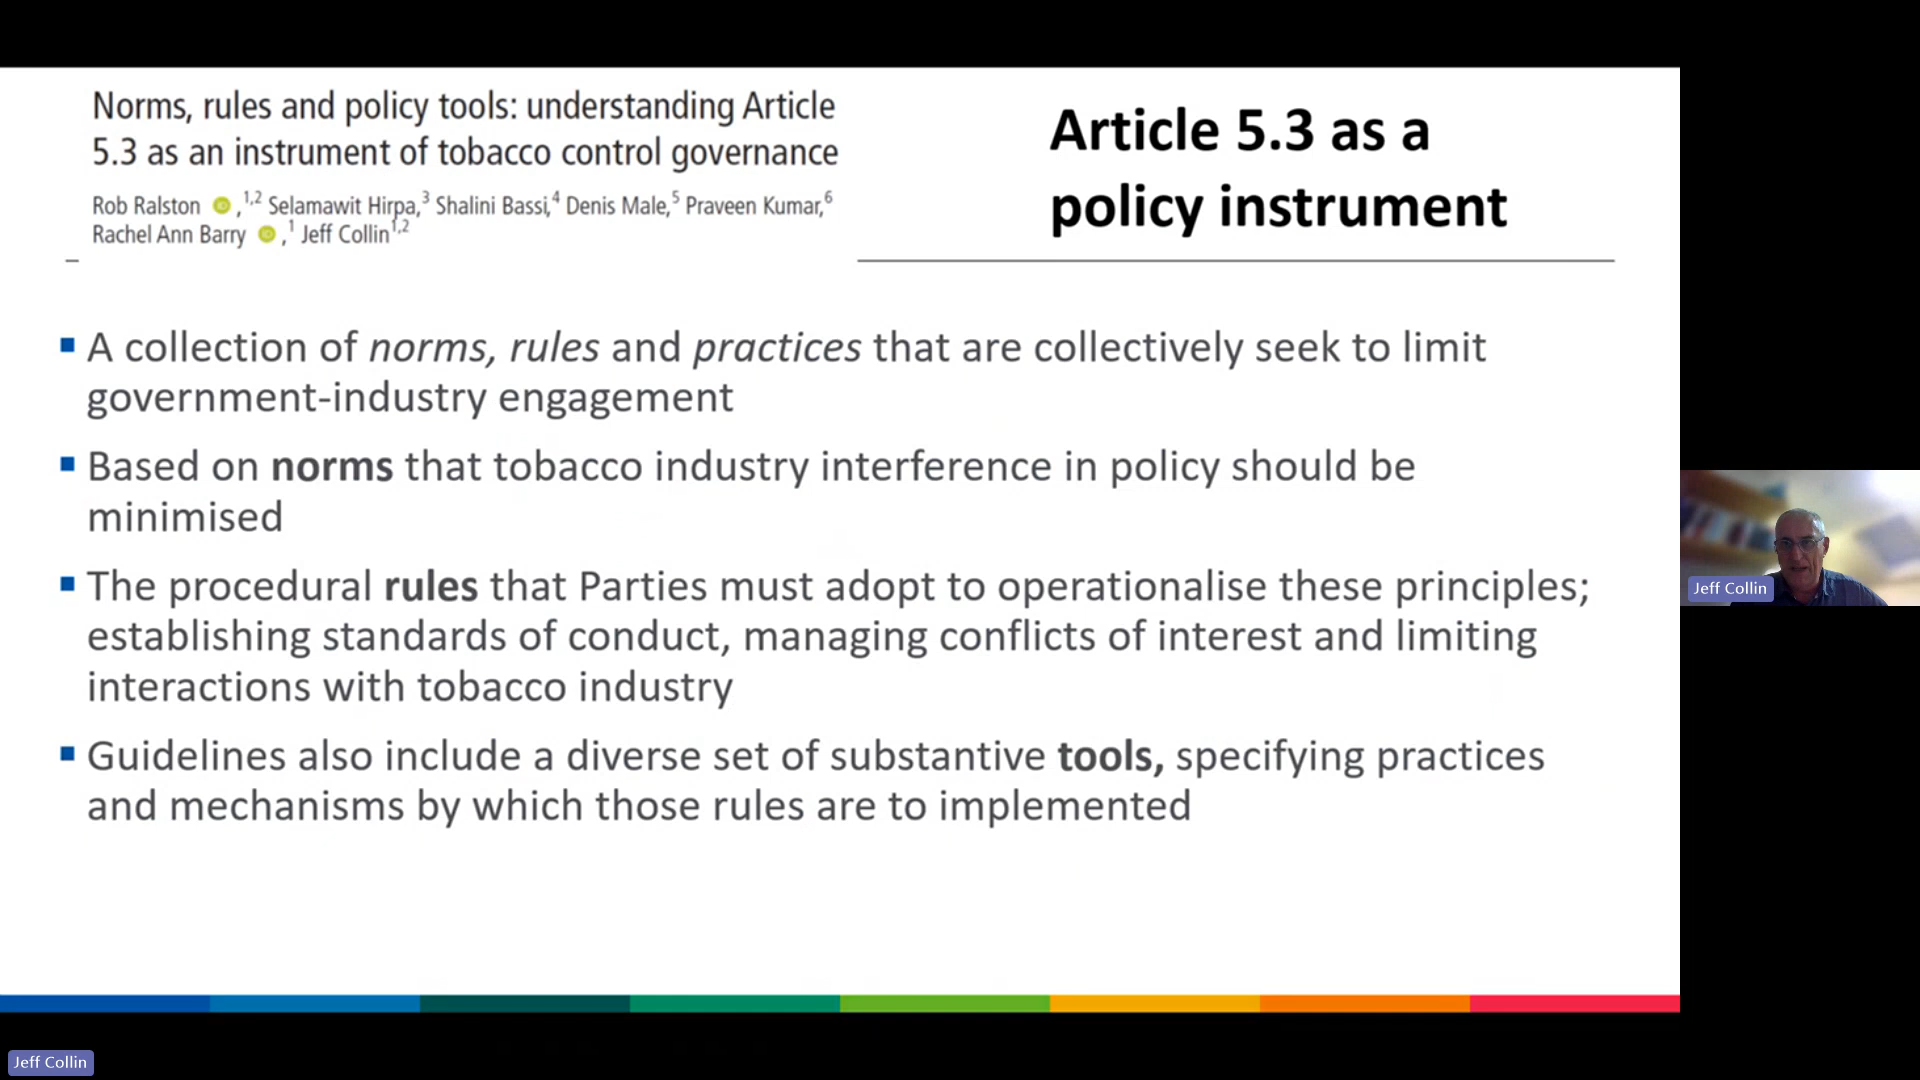 Norms, rules and policy tools: understanding Article
5.3 as an instrument of tobacco control governance
Rob Ralston ,1,2 Selamawit Hirpa,3 Shalini Bassi,4 Denis Male,5 Praveen Kumar,6
Rachel Ann Barry ,1 Jeff Collin1,2
Article 5.3 as a
policy instrument
A collection of norms, rules and practices that are collectively seek to limit
government-industry engagement
Based on norms that tobacco industry interference in policy should be
minimised
The procedural rules that Parties must adopt to operationalise these principles;
establishing standards of conduct, managing conflicts of interest and limiting
interactions with tobacco industry
Guidelines also include a diverse set of substantive tools, specifying practices
and mechanisms by which those rules are to implemented
Jeff Collin
Jeff Collin